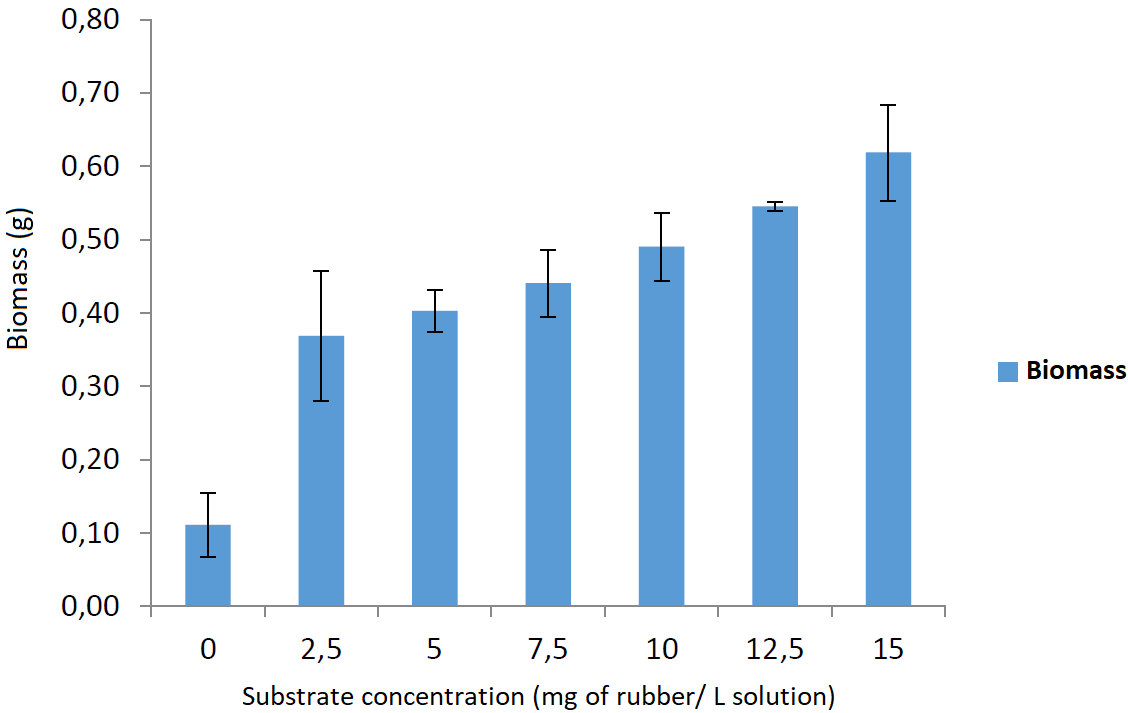 0,80
0,70
0,60
0,50
0,40
0,30
0,20
0,10
0,00
Biomass (g)
Biomass
0 2,5 5 7,5 10 12,5 15
Substrate concentration (mg of rubber/ L solution)